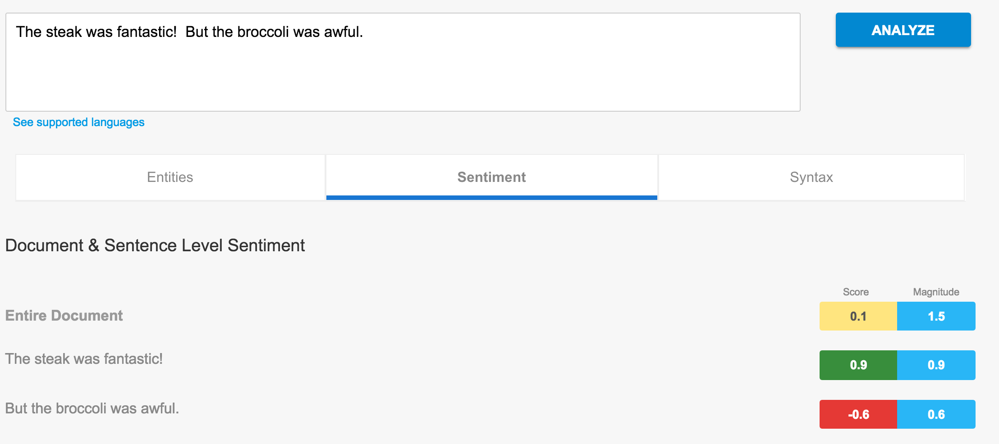 The steak was fantastic!  But the broccoli was awful.
ANALYZE
See supported languages
Entities
Sentiment
Syntax
Document & Sentence Level Sentiment
Score Magnitude
Entire Document 0.1 1.5
The steak was fantastic! 0.9 0.9
But the broccoli was awful. -0.6 0.6